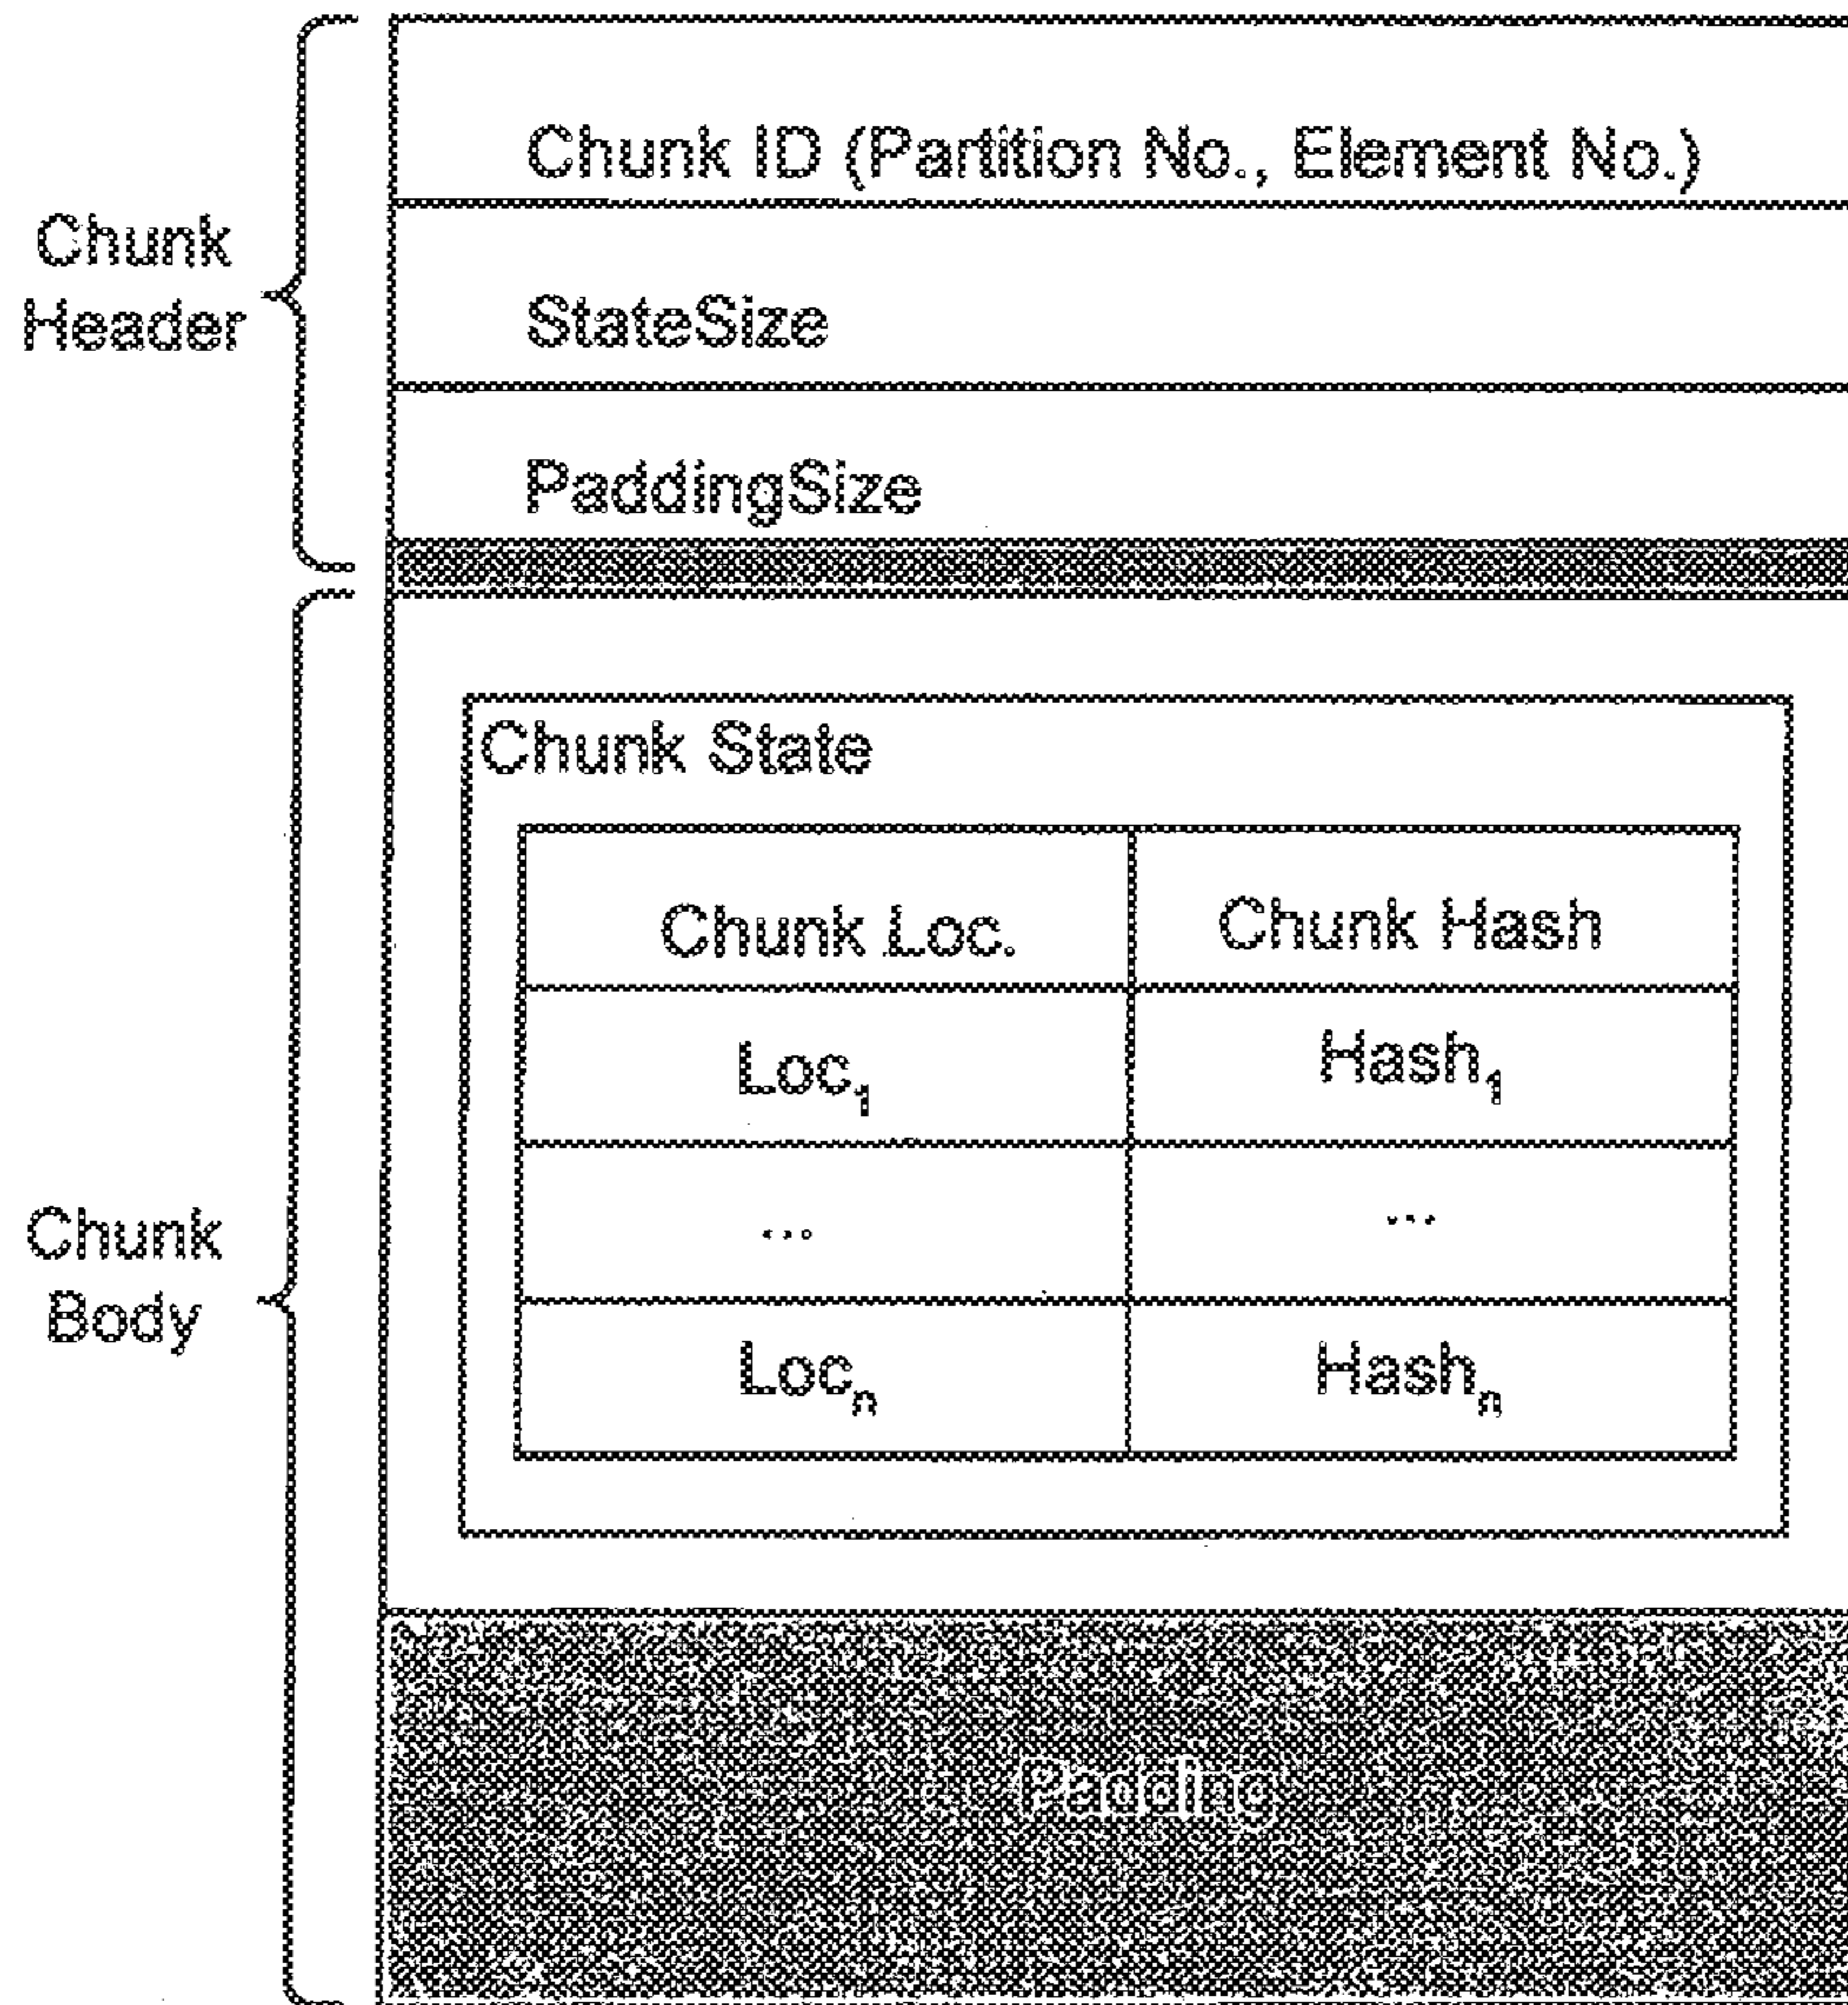 Chunk
Header
Chunk ID (Partition No., Element No.)
StateSize
PaddingSize
Chunk
Body
Chunk State
Chunk Loc. Chunk Hash
Loc₁ Hash₁
... ...
Locₙ Hashₙ
Padding